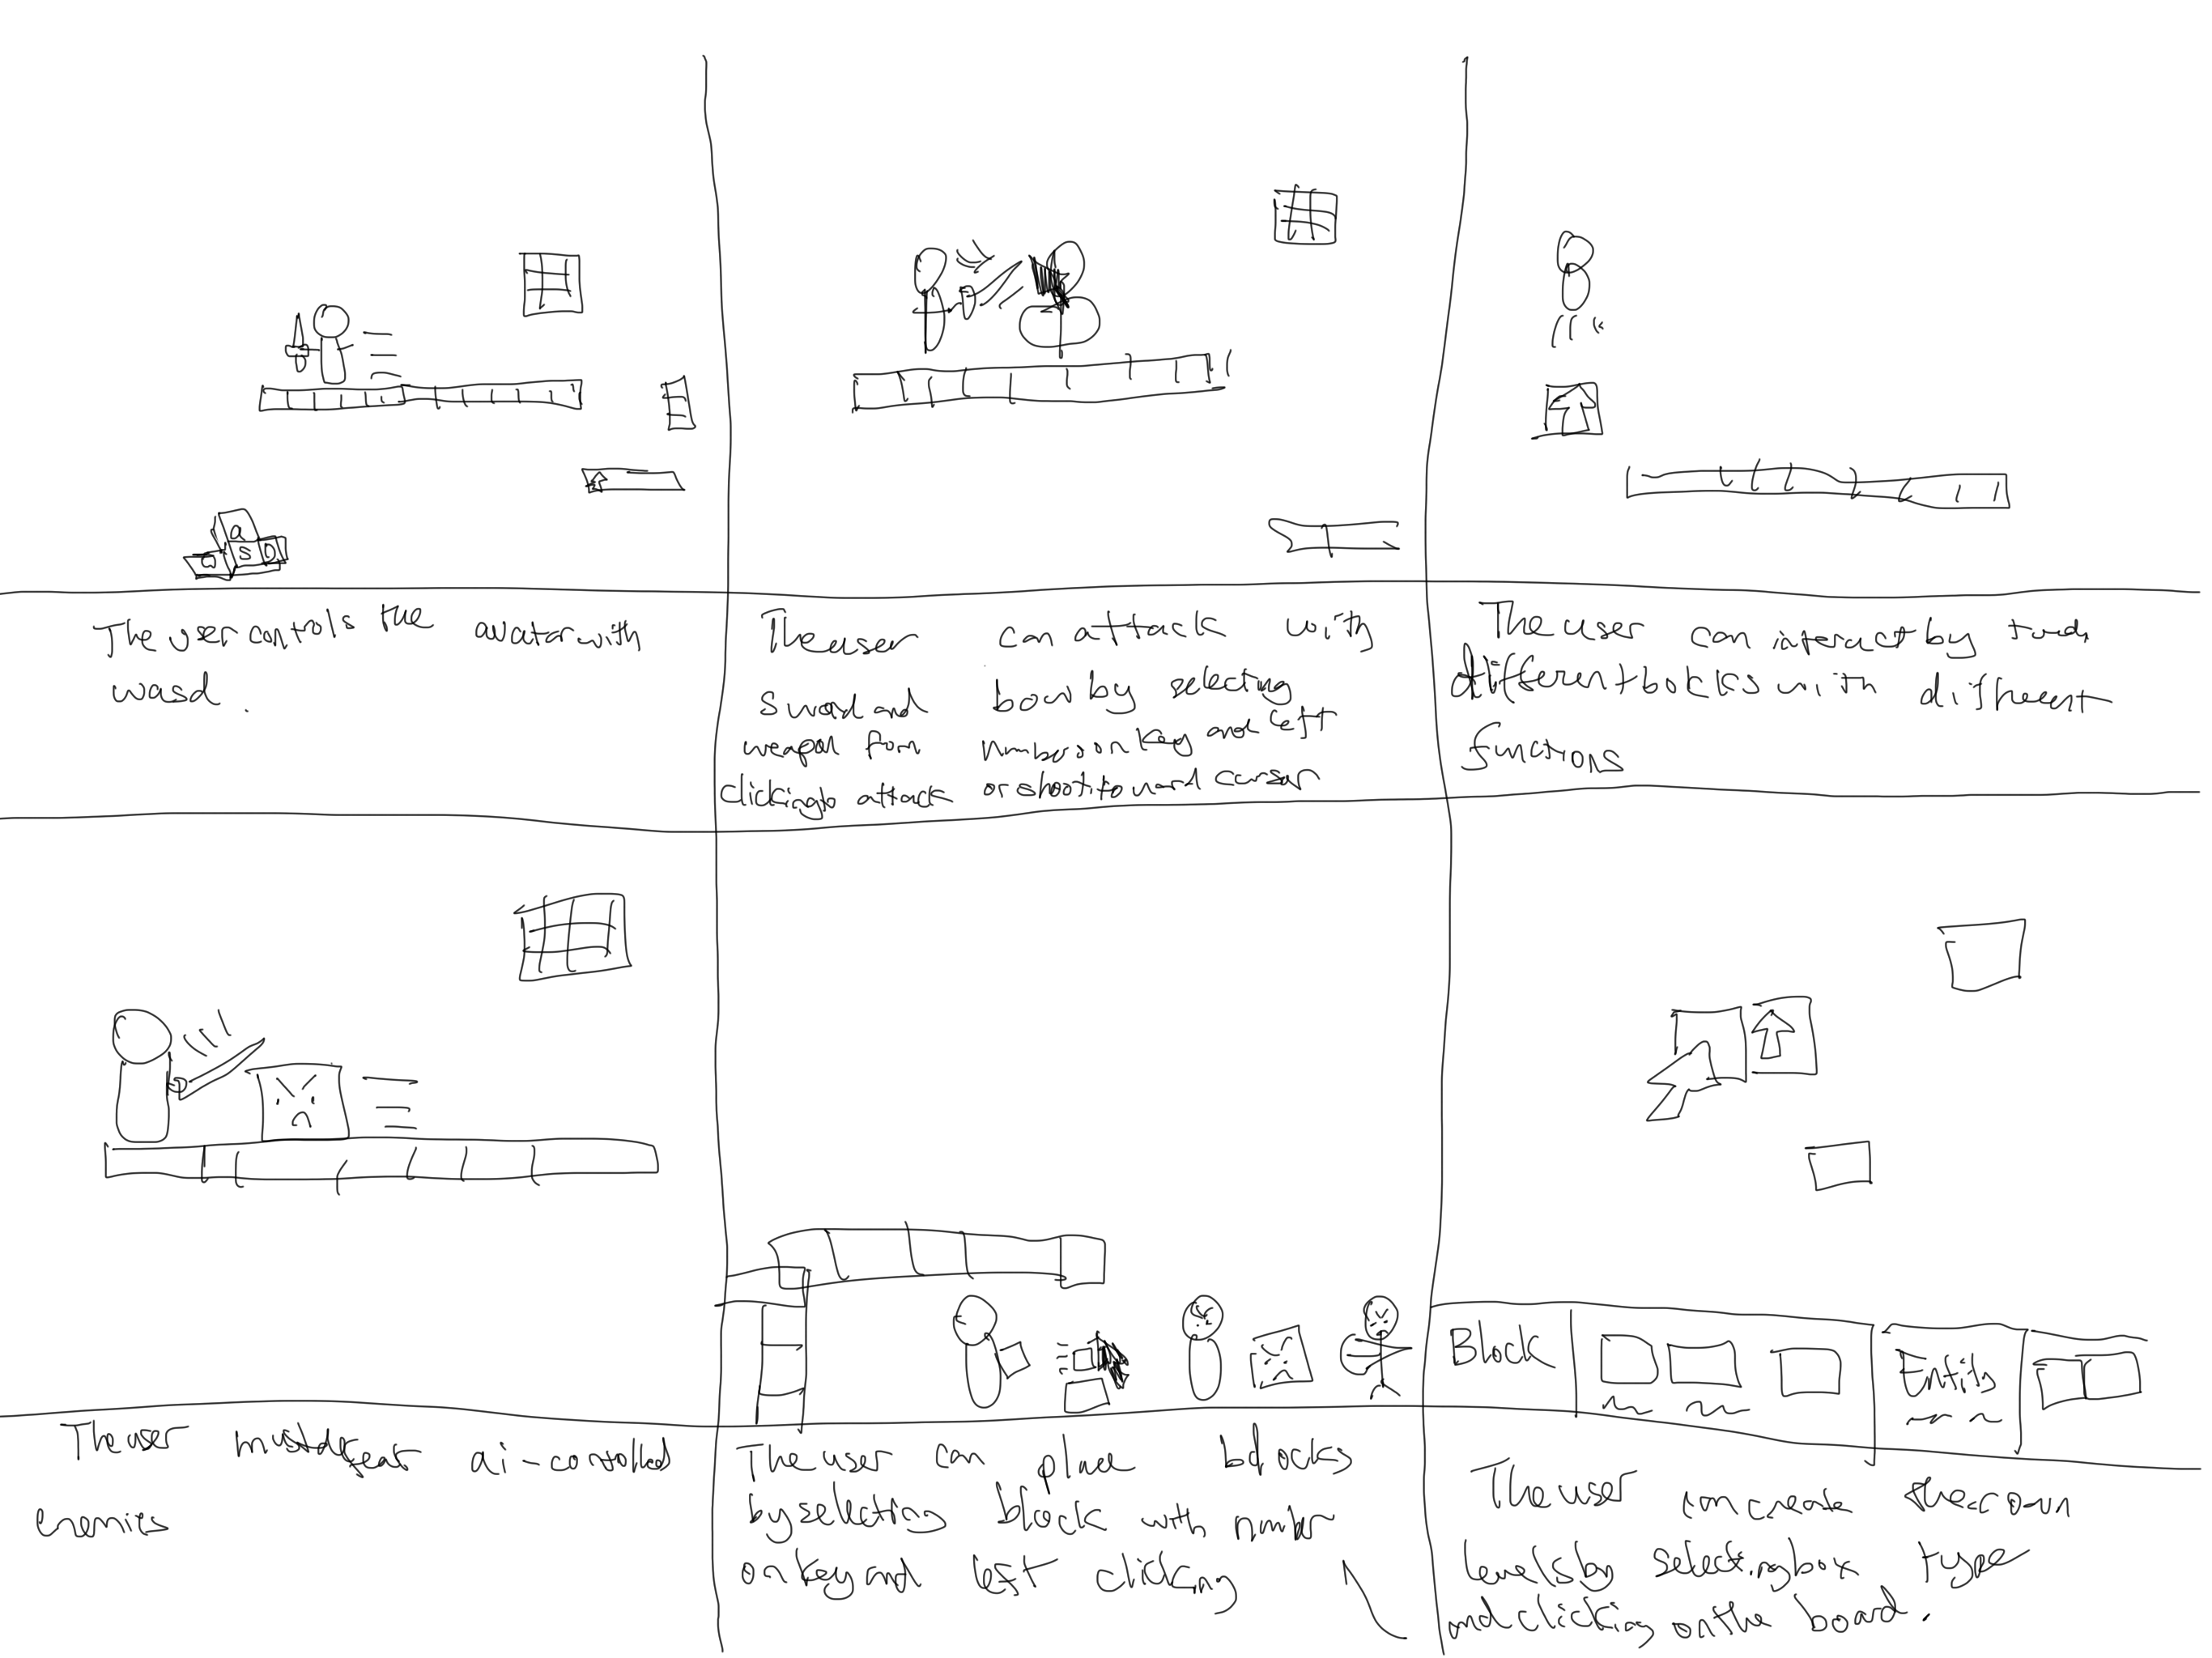 a
S D
The user controls the avatar with
wasd.
The user can attack with
sword and bow by selecting
weapon from numbers on key and left
clicking to attack or shoot toward cursor
The user can interact by
different bolcks with different
functions
Block
Entity
The user must defeat ai-controlled
enemies
The user can place blocks
by selecting block with number
on key and left clicking
The user can create their own
levels by selecting box type
and clicking on the board.